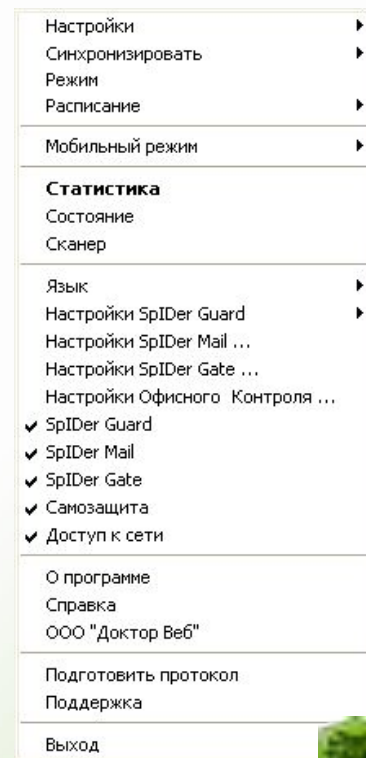 Настройки
Синхронизировать
Режим
Расписание
Мобильный режим
Статистика
Состояние
Сканер
Язык
Настройки SpIDer Guard
Настройки SpIDer Mail ...
Настройки SpIDer Gate ...
Настройки Офисного Контроля ...
SpIDer Guard
SpIDer Mail
SpIDer Gate
Самозащита
Доступ к сети
О программе
Справка
ООО "Доктор Веб"
Подготовить протокол
Поддержка
Выход